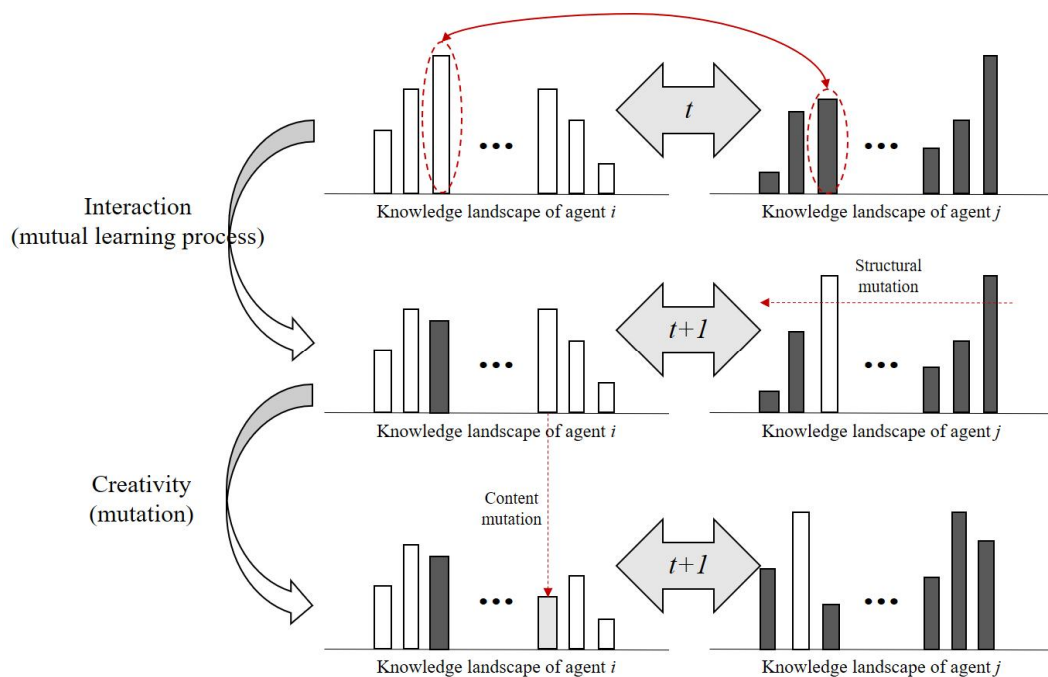 t
Knowledge landscape of agent i
Knowledge landscape of agent j
Interaction
(mutual learning process)
Structural
mutation
t+1
Knowledge landscape of agent i
Knowledge landscape of agent j
Creativity
(mutation)
Content
mutation
t+1
Knowledge landscape of agent i
Knowledge landscape of agent j